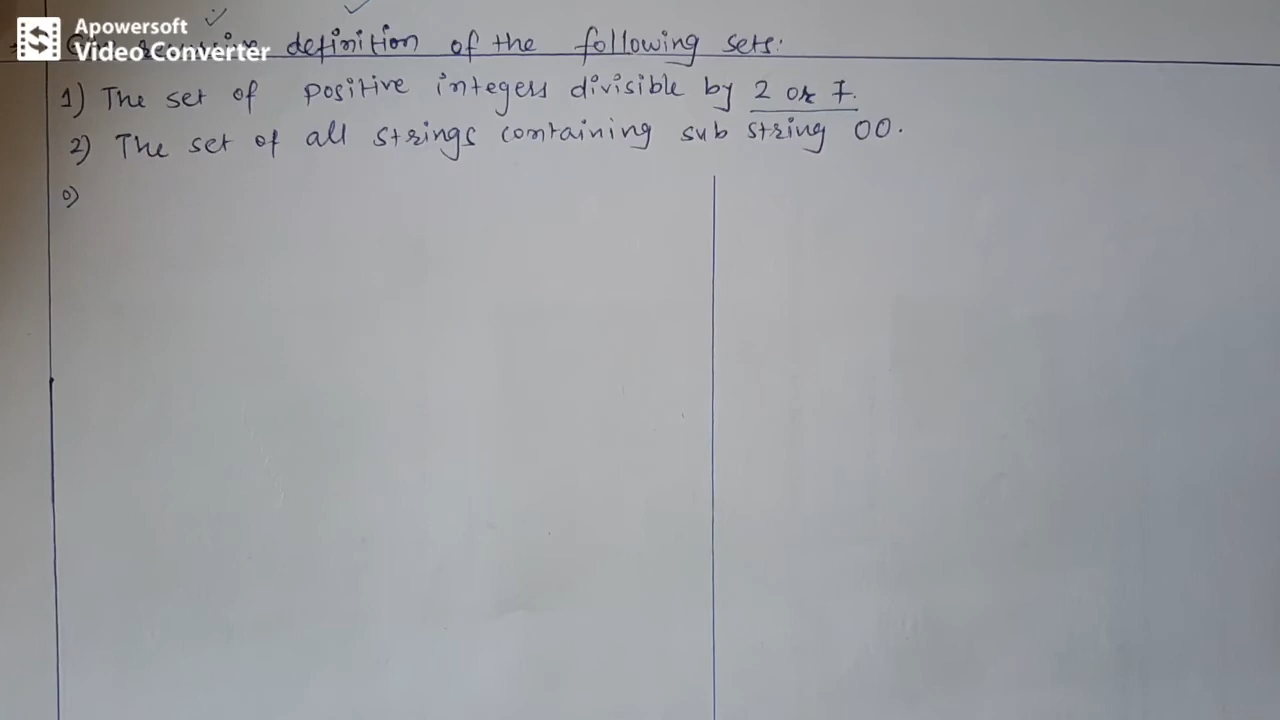 Apowersoft
Video Converter
definition of the following sets:
1) The set of positive integers divisible by 2 or 7.
2) The set of all strings containing sub string 00.
0)